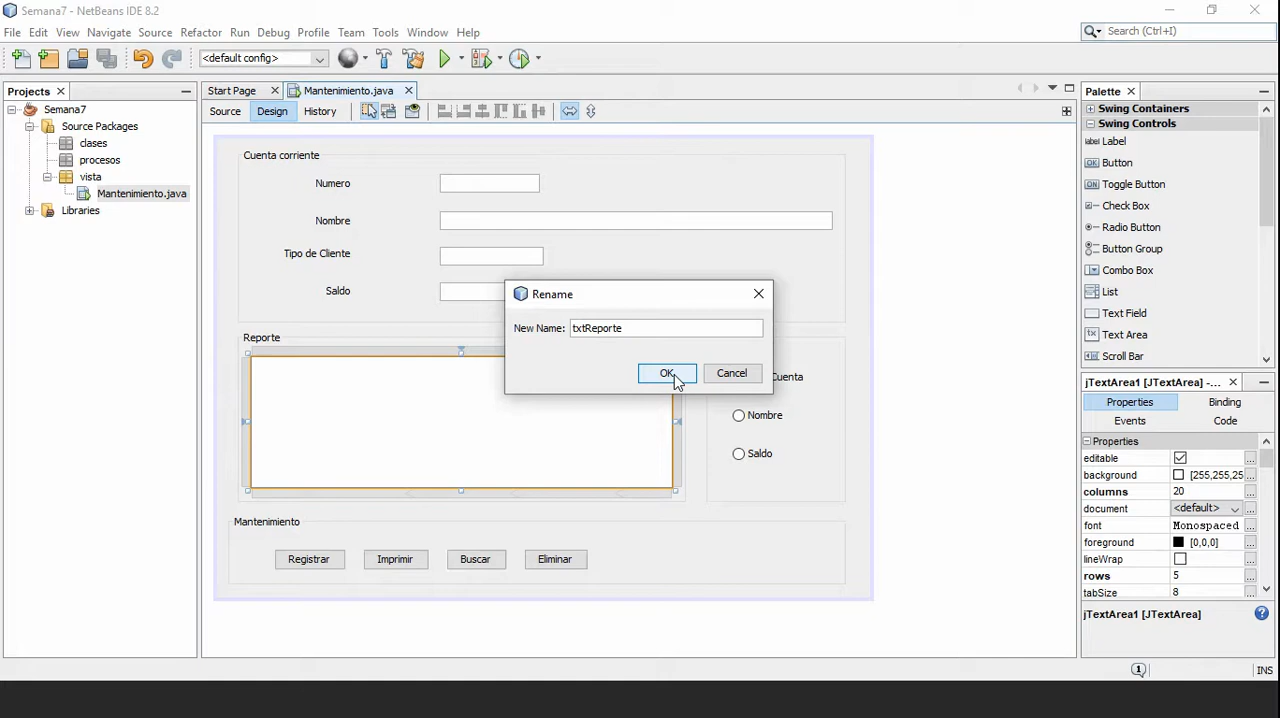 Semana7 - NetBeans IDE 8.2
File Edit View Navigate Source Refactor Run Debug Profile Team Tools Window Help
Search (Ctrl+I)
<default config>
Projects
Start Page
Mantenimiento.java
Palette
Semana7
Source Packages
clases
procesos
vista
Mantenimiento.java
Libraries
Source Design History
Cuenta corriente
Numero
Nombre
Tipo de Cliente
Saldo
Reporte
Rename
New Name: txtReporte
OK Cancel
Cuenta
Nombre
Saldo
Mantenimiento
Registrar Imprimir Buscar Eliminar
Swing Containers
Swing Controls
label Label
OK Button
ON Toggle Button
Check Box
Radio Button
Button Group
Combo Box
List
Text Field
Text Area
Scroll Bar
jTextArea1 [JTextArea] -...
Properties Binding
Events Code
Properties
editable
background [255,255,25
columns 20
document <default>
font Monospaced
foreground [0,0,0]
lineWrap
rows 5
tabSize 8
jTextArea1 [JTextArea]
1 INS